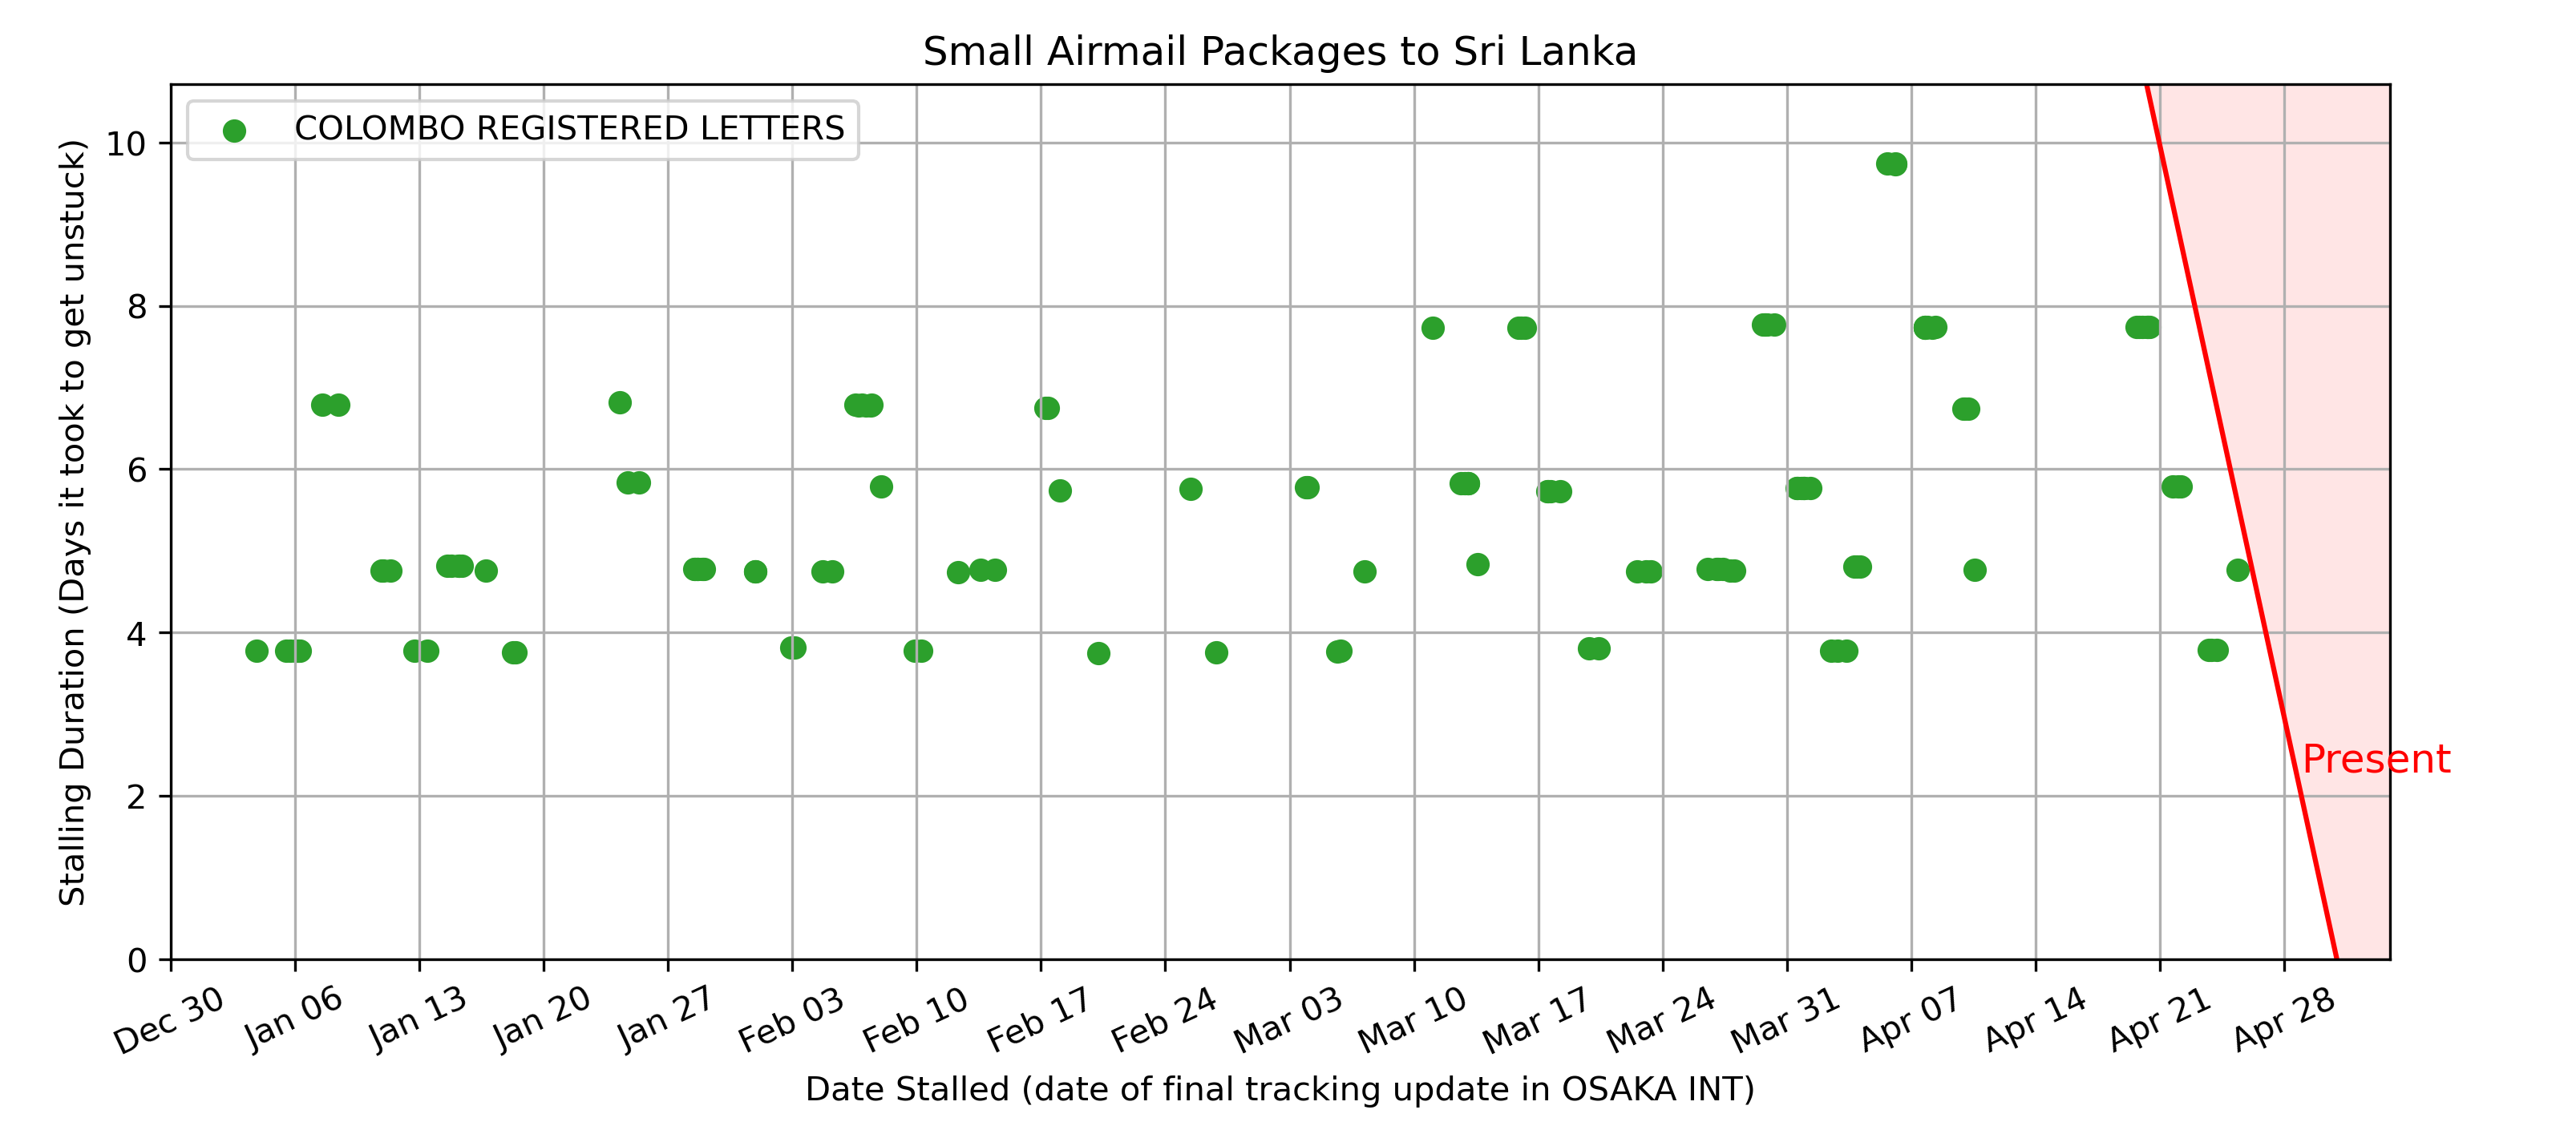 Small Airmail Packages to Sri Lanka
COLOMBO REGISTERED LETTERS
Stalling Duration (Days it took to get unstuck)
10
8
6
4
2
0
Present
Dec 30
Jan 06
Jan 13
Jan 20
Jan 27
Feb 03
Feb 10
Feb 17
Feb 24
Mar 03
Mar 10
Mar 17
Mar 24
Mar 31
Apr 07
Apr 14
Apr 21
Apr 28
Date Stalled (date of final tracking update in OSAKA INT)